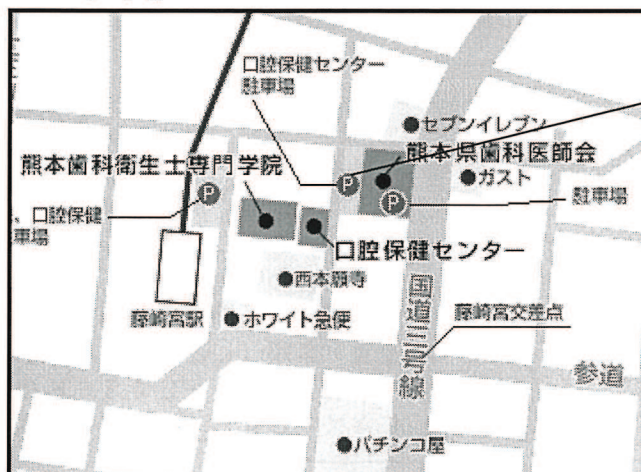 口腔保健センター
駐車場
セブンイレブン
熊本歯科衛生士専門学院
熊本県歯科医師会
ガスト
駐車場
P
P
P
、口腔保健
車場
口腔保健センター
西本願寺
藤崎宮駅
ホワイト急便
国道三号線
藤崎宮交差点
参道
パチンコ屋